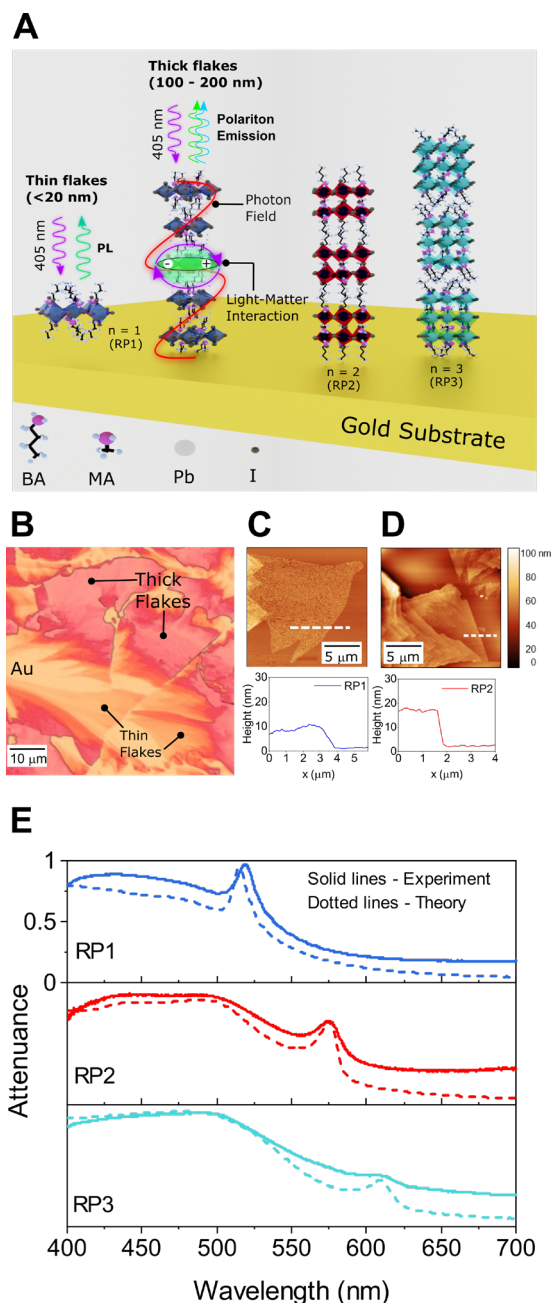 A
Thick flakes
(100 - 200 nm)
405 nm
Polariton
Emission
Thin flakes
(<20 nm)
405 nm
PL
Photon
Field
-
+
Light-Matter
Interaction
n = 1
(RP1)
n = 2
(RP2)
n = 3
(RP3)
Gold Substrate
BA
MA
Pb
I
B
Thick
Flakes
Au
Thin
Flakes
10 μm
C
5 μm
D
5 μm
100 nm
80
60
40
20
0
Height (nm)
30
20
10
0
RP1
0 1 2 3 4 5
x (μm)
Height (nm)
30
20
10
0
RP2
0 1 2 3 4
x (μm)
E
Attenuance
1
0.5
0
Solid lines - Experiment
Dotted lines - Theory
RP1
RP2
RP3
400 450 500 550 600 650 700
Wavelength (nm)